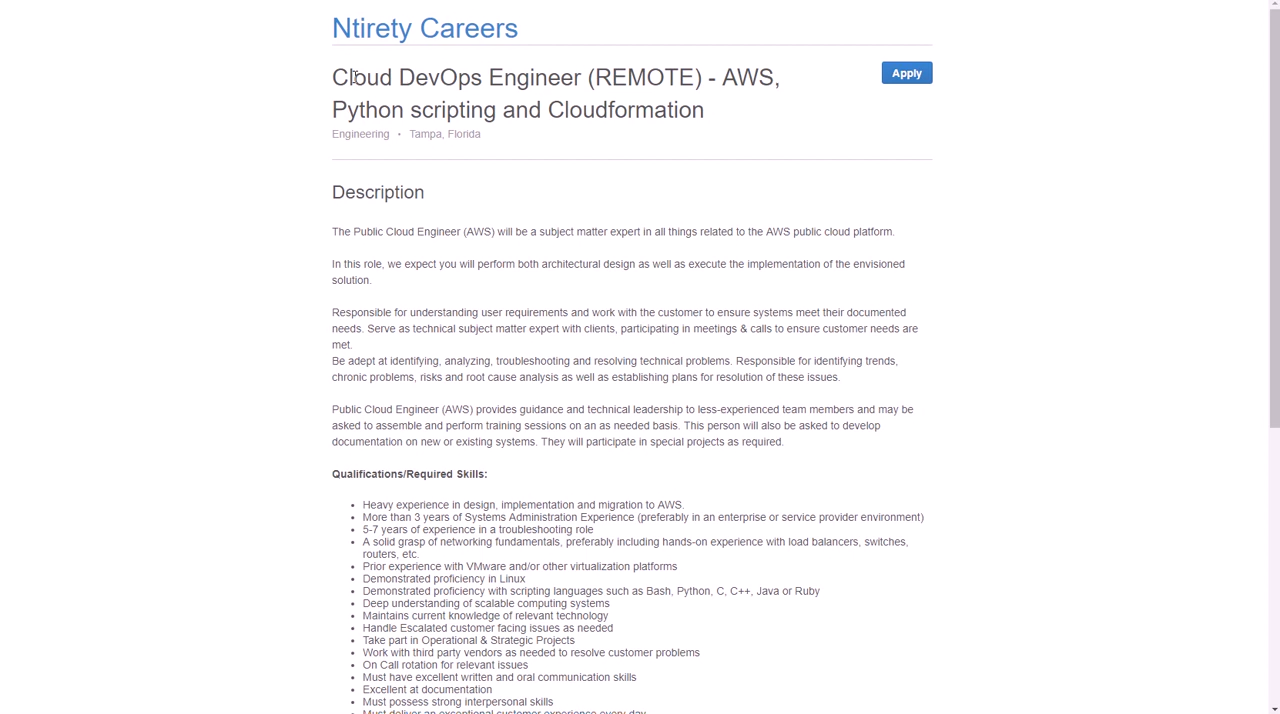 Ntirety Careers
Cloud DevOps Engineer (REMOTE) - AWS,
Python scripting and Cloudformation
Apply
Engineering • Tampa, Florida
Description
The Public Cloud Engineer (AWS) will be a subject matter expert in all things related to the AWS public cloud platform.
In this role, we expect you will perform both architectural design as well as execute the implementation of the envisioned
solution.
Responsible for understanding user requirements and work with the customer to ensure systems meet their documented
needs. Serve as technical subject matter expert with clients, participating in meetings & calls to ensure customer needs are
met.
Be adept at identifying, analyzing, troubleshooting and resolving technical problems. Responsible for identifying trends,
chronic problems, risks and root cause analysis as well as establishing plans for resolution of these issues.
Public Cloud Engineer (AWS) provides guidance and technical leadership to less-experienced team members and may be
asked to assemble and perform training sessions on an as needed basis. This person will also be asked to develop
documentation on new or existing systems. They will participate in special projects as required.
Qualifications/Required Skills:
• Heavy experience in design, implementation and migration to AWS.
• More than 3 years of Systems Administration Experience (preferably in an enterprise or service provider environment)
• 5-7 years of experience in a troubleshooting role
• A solid grasp of networking fundamentals, preferably including hands-on experience with load balancers, switches,
routers, etc.
• Prior experience with VMware and/or other virtualization platforms
• Demonstrated proficiency in Linux
• Demonstrated proficiency with scripting languages such as Bash, Python, C, C++, Java or Ruby
• Deep understanding of scalable computing systems
• Maintains current knowledge of relevant technology
• Handle Escalated customer facing issues as needed
• Take part in Operational & Strategic Projects
• Work with third party vendors as needed to resolve customer problems
• On Call rotation for relevant issues
• Must have excellent written and oral communication skills
• Excellent at documentation
• Must possess strong interpersonal skills
• Must deliver an exceptional customer experience every day